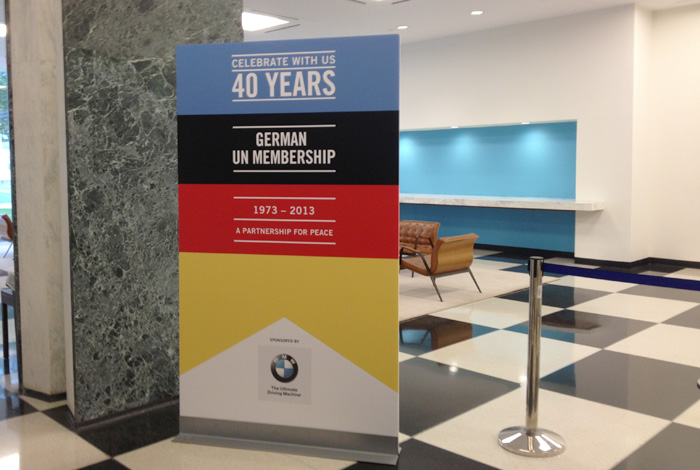 CELEBRATE WITH US
40 YEARS
GERMAN
UN MEMBERSHIP
1973 – 2013
A PARTNERSHIP FOR PEACE
SPONSORED BY
BMW
The Ultimate
Driving Machine